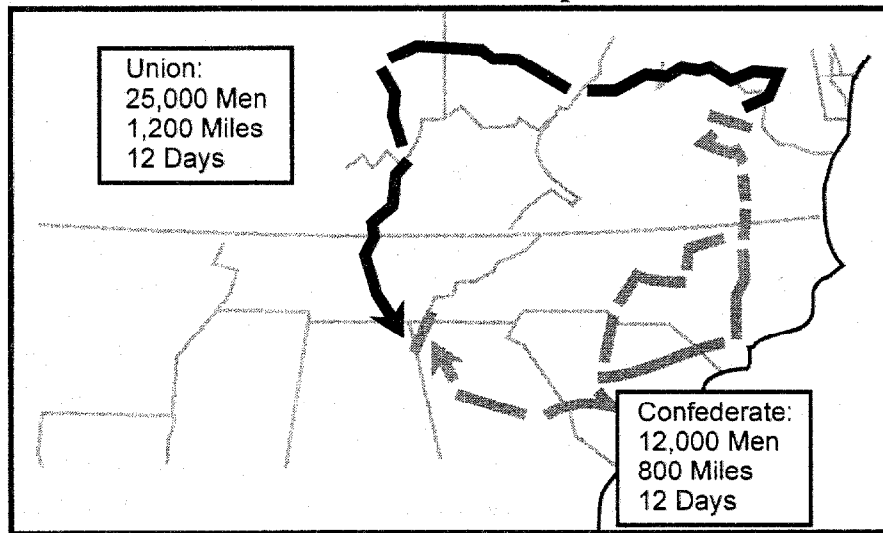 Union:
25,000 Men
1,200 Miles
12 Days
Confederate:
12,000 Men
800 Miles
12 Days